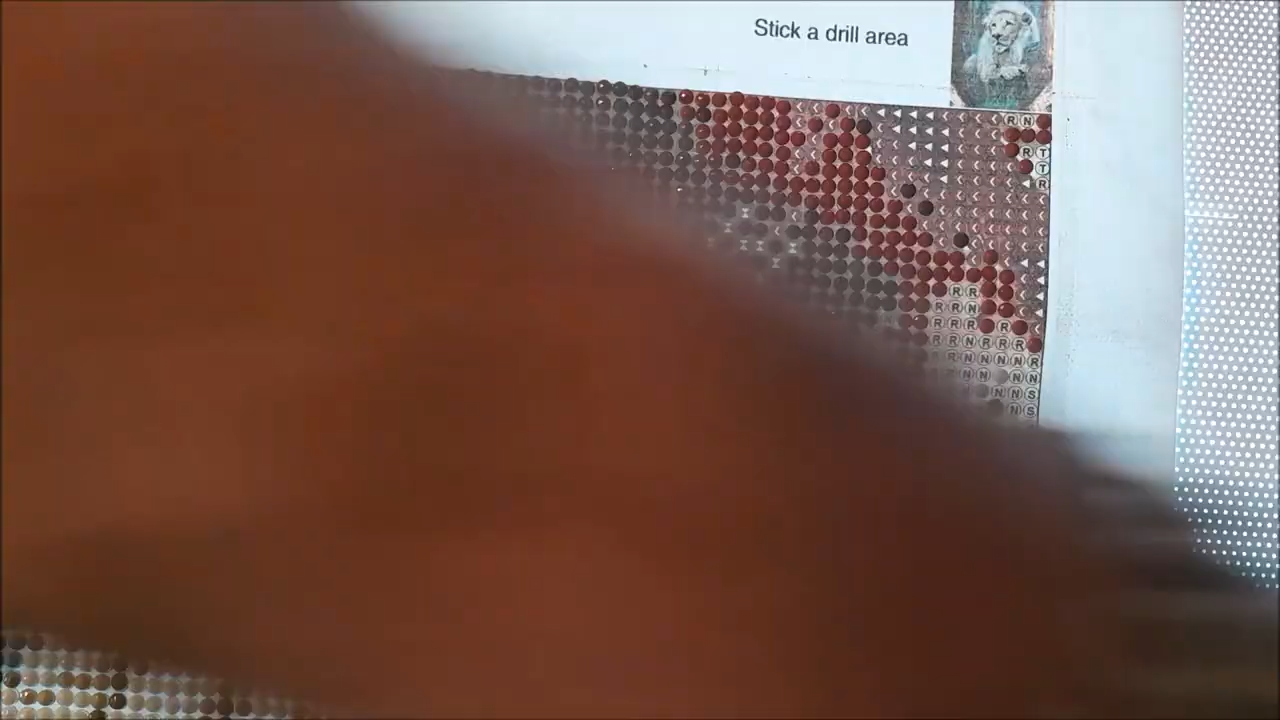 Stick a drill area
R N
R T
T
R
R R
R R N
R R R R
R N N R R R
N N N N R
N N N N
N N S
N S